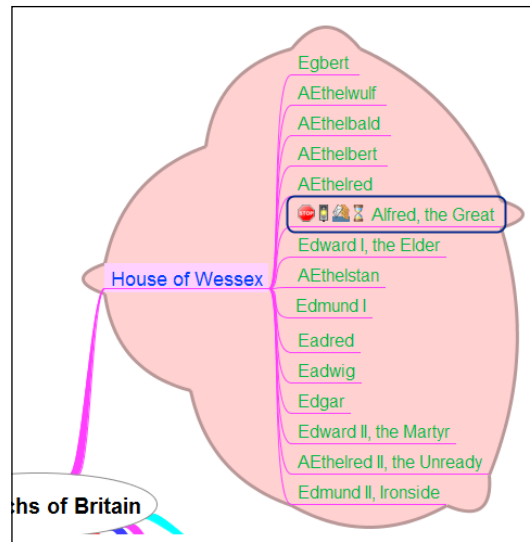 Egbert
AEthelwulf
AEthelbald
AEthelbert
AEthelred
STOP Alfred, the Great
Edward I, the Elder
House of Wessex
AEthelstan
Edmund I
Eadred
Eadwig
Edgar
Edward II, the Martyr
AEthelred II, the Unready
Edmund II, Ironside
chs of Britain